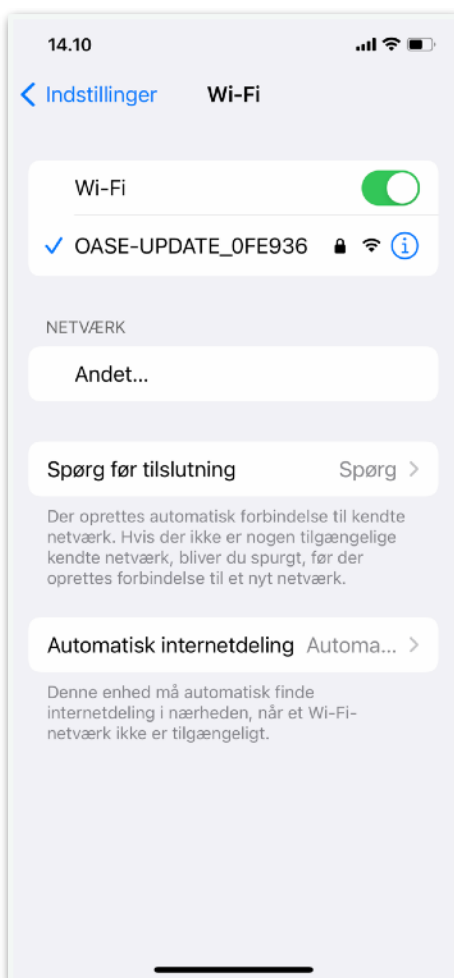 14.10
Indstillinger Wi-Fi
Wi-Fi
OASE-UPDATE_0FE936
NETVÆRK
Andet...
Spørg før tilslutning Spørg
Der oprettes automatisk forbindelse til kendte
netværk. Hvis der ikke er nogen tilgængelige
kendte netværk, bliver du spurgt, før der
oprettes forbindelse til et nyt netværk.
Automatisk internetdeling Automa...
Denne enhed må automatisk finde
internetdeling i nærheden, når et Wi-Fi-
netværk ikke er tilgængeligt.